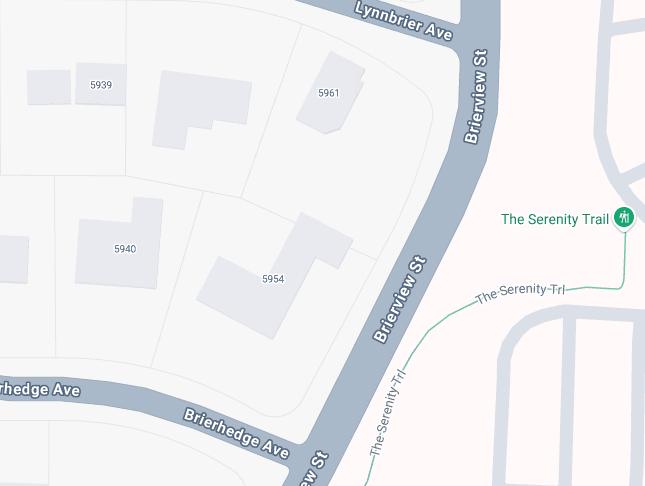 Lynnbrier Ave
5939
5961
Brierview St
The Serenity Trail
5940
5954
Brierview St
The Serenity Trl
The Serenity Trl
rhedge Ave
Brierhedge Ave
ew St